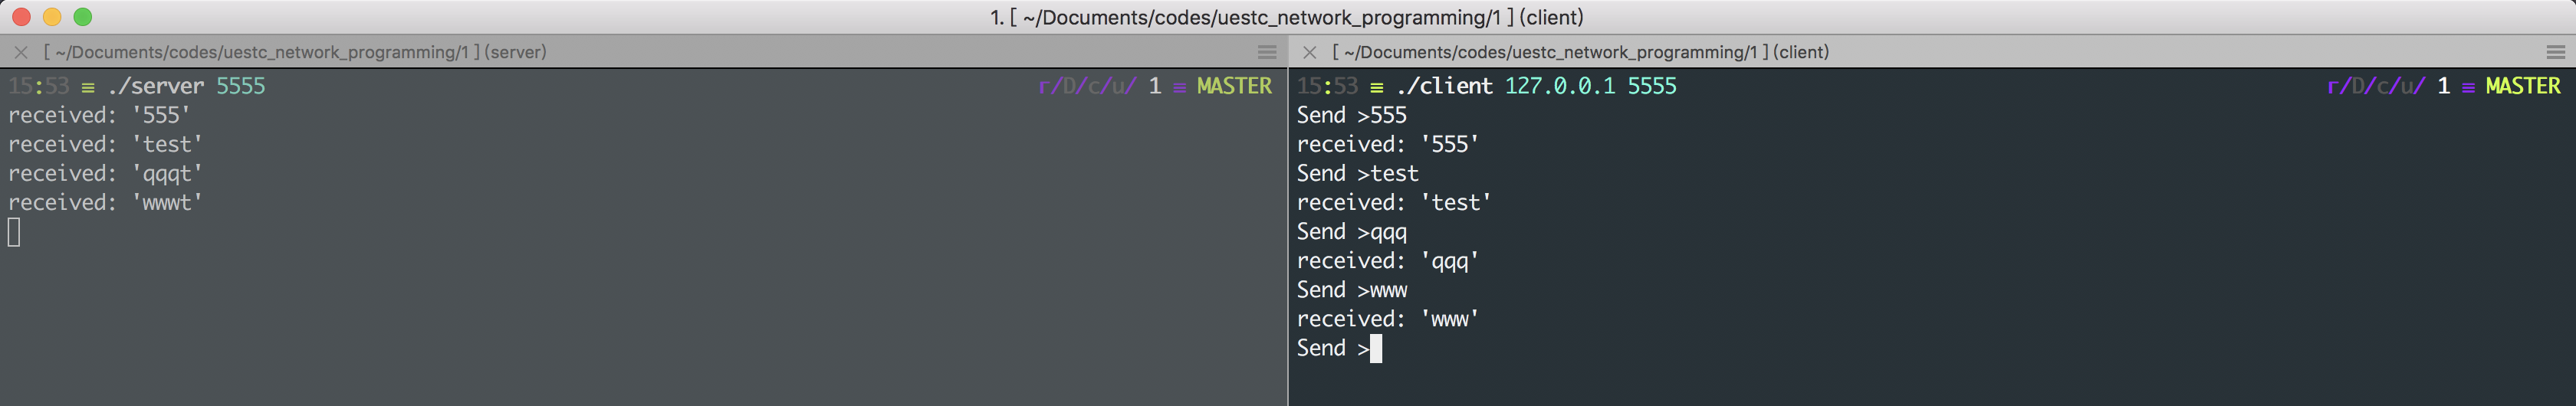 1. [ ~/Documents/codes/uestc_network_programming/1 ] (client)
[ ~/Documents/codes/uestc_network_programming/1 ] (server)
15:53 ≡ ./server 5555 r/D/c/u/ 1 ≡ MASTER
received: '555'
received: 'test'
received: 'qqqt'
received: 'wwwt'
[ ~/Documents/codes/uestc_network_programming/1 ] (client)
15:53 ≡ ./client 127.0.0.1 5555 r/D/c/u/ 1 ≡ MASTER
Send >555
received: '555'
Send >test
received: 'test'
Send >qqq
received: 'qqq'
Send >www
received: 'www'
Send >